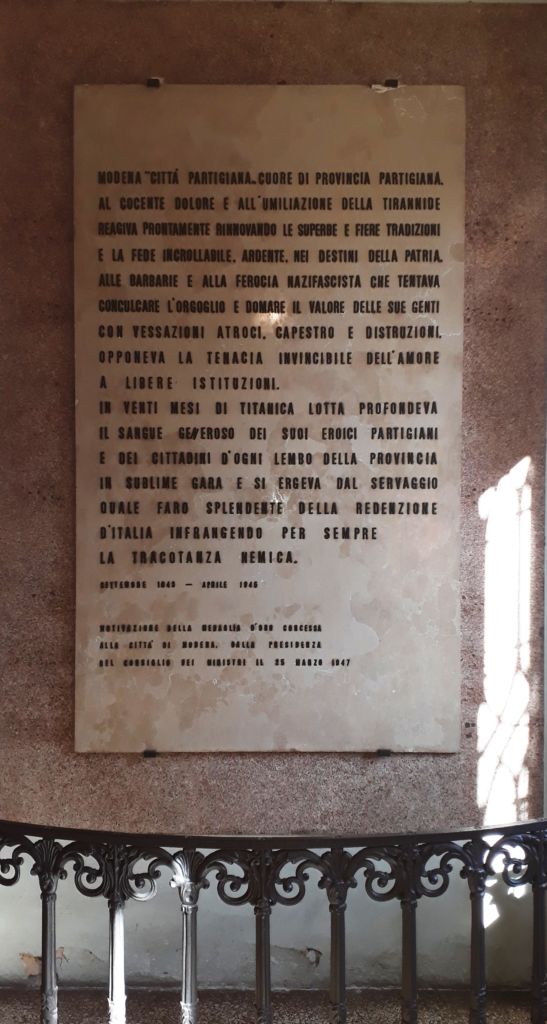 MODENA "CITTÁ PARTIGIANA„ CUORE DI PROVINCIA PARTIGIANA,
AL COCENTE DOLORE E ALL'UMILIAZIONE DELLA TIRANNIDE
REAGIVA PRONTAMENTE RINNOVANDO LE SUPERBE E FIERE TRADIZIONI
E LA FEDE INCROLLABILE, ARDENTE, NEI DESTINI DELLA PATRIA.
ALLE BARBARIE E ALLA FEROCIA NAZIFASCISTA CHE TENTAVA
CONCULCARE L'ORGOGLIO E DOMARE IL VALORE DELLE SUE GENTI
CON VESSAZIONI ATROCI, CAPESTRO E DISTRUZIONI,
OPPONEVA LA TENACIA INVINCIBILE DELL'AMORE
A LIBERE ISTITUZIONI.
IN VENTI MESI DI TITANICA LOTTA PROFONDEVA
IL SANGUE GENEROSO DEI SUOI EROICI PARTIGIANI
E DEI CITTADINI D'OGNI LEMBO DELLA PROVINCIA
IN SUBLIME GARA E SI ERGEVA DAL SERVAGGIO
QUALE FARO SPLENDENTE DELLA REDENZIONE
D'ITALIA INFRANGENDO PER SEMPRE
LA TRACOTANZA NEMICA.
SETTEMBRE 1943 — APRILE 1945
MOTIVAZIONE DELLA MEDAGLIA D'ORO CONCESSA
ALLA CITTÁ DI MODENA, DALLA PRESIDENZA
DEL CONSIGLIO DEI MINISTRI IL 25 MARZO 1947